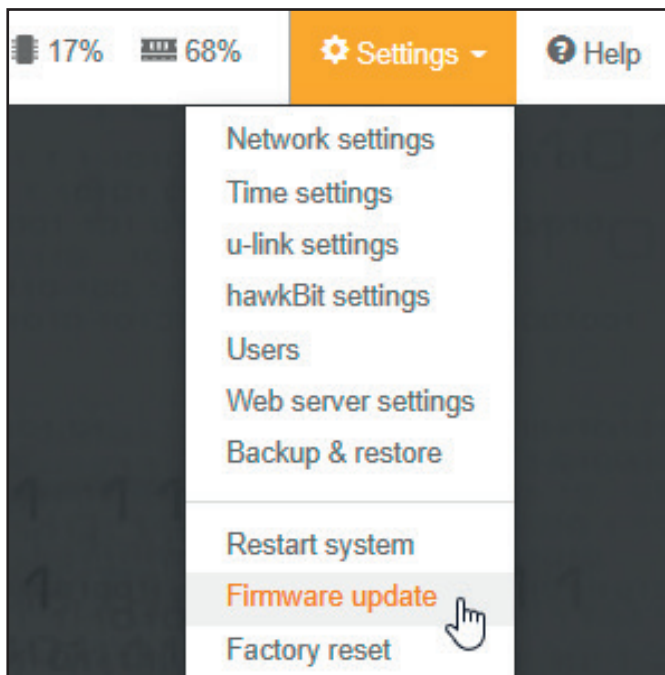 17% 68% Settings Help
Network settings
Time settings
u-link settings
hawkBit settings
Users
Web server settings
Backup & restore
Restart system
Firmware update
Factory reset